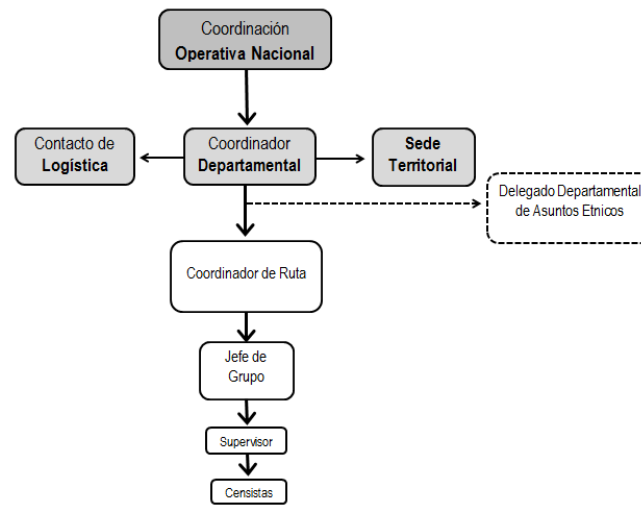 Coordinación
Operativa Nacional
Contacto de
Logística
Coordinador
Departamental
Sede
Territorial
Delegado Departamental
de Asuntos Etnicos
Coordinador de Ruta
Jefe de
Grupo
Supervisor
Censistas